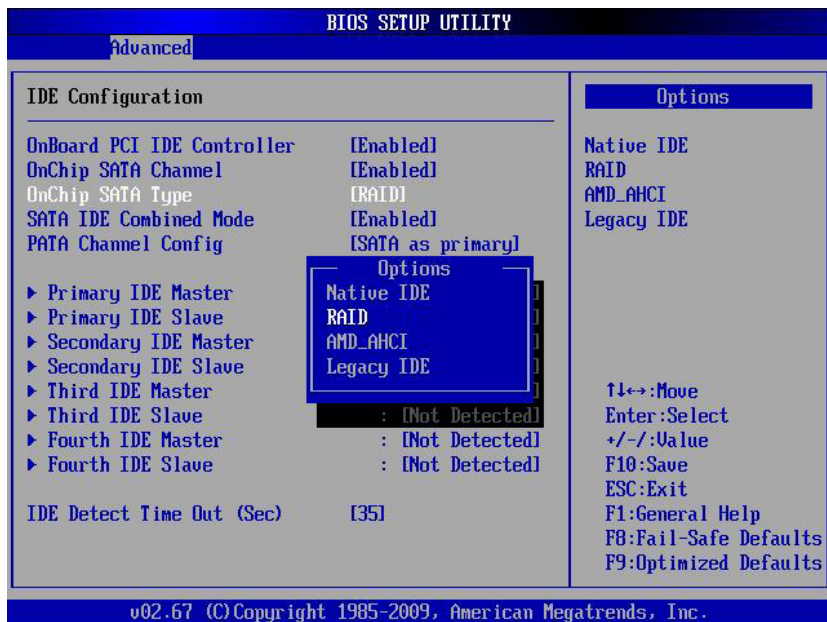 BIOS SETUP UTILITY
Advanced
IDE Configuration
OnBoard PCI IDE Controller [Enabled]
OnChip SATA Channel [Enabled]
OnChip SATA Type [RAID]
SATA IDE Combined Mode [Enabled]
PATA Channel Config [SATA as primary]
Options
Native IDE
RAID
AMD_AHCI
Legacy IDE
▶ Primary IDE Master ]
▶ Primary IDE Slave ]
▶ Secondary IDE Master ]
▶ Secondary IDE Slave ]
▶ Third IDE Master ]
▶ Third IDE Slave : [Not Detected]
▶ Fourth IDE Master : [Not Detected]
▶ Fourth IDE Slave : [Not Detected]
IDE Detect Time Out (Sec) [35]
Options
Native IDE
RAID
AMD_AHCI
Legacy IDE
↑↓←→:Move
Enter:Select
+/-/:Value
F10:Save
ESC:Exit
F1:General Help
F8:Fail-Safe Defaults
F9:Optimized Defaults
v02.67 (C)Copyright 1985-2009, American Megatrends, Inc.